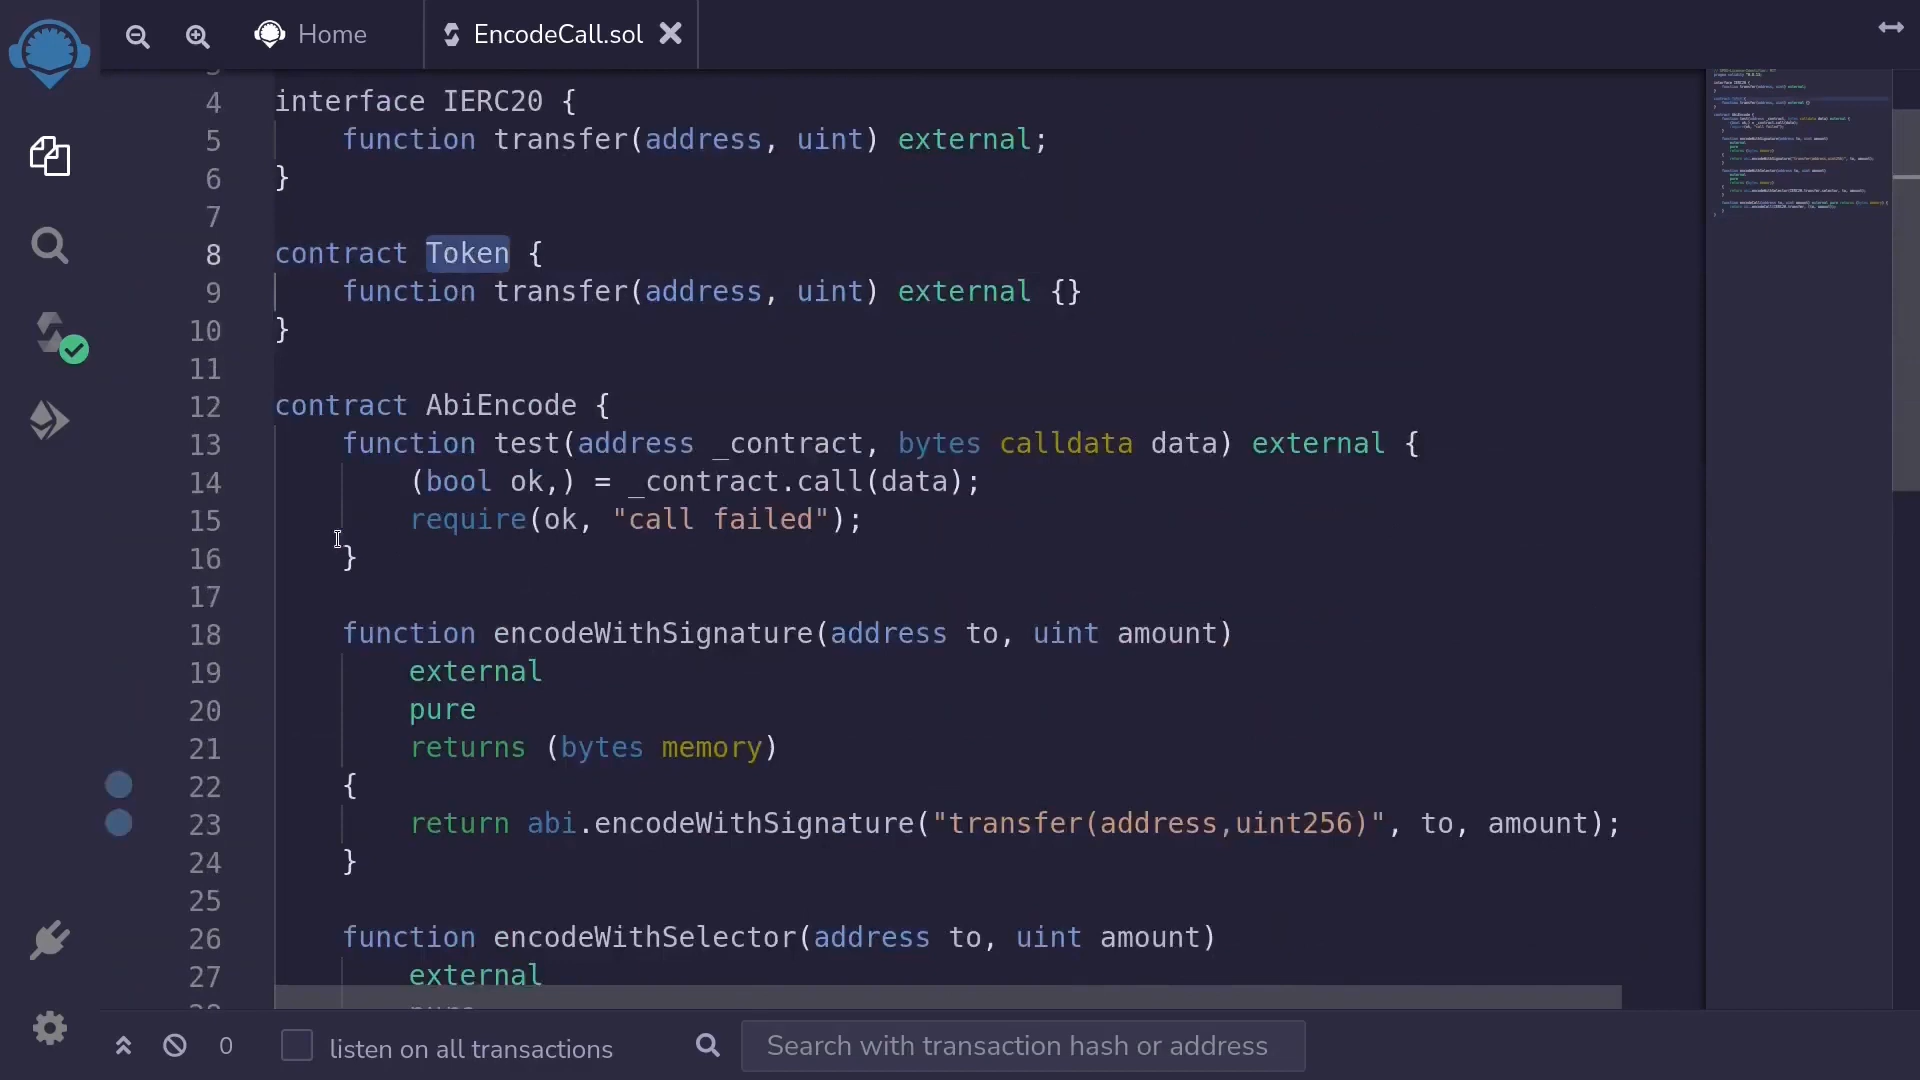 Home
EncodeCall.sol
4 interface IERC20 {
5 function transfer(address, uint) external;
6 }
7
8 contract Token {
9 function transfer(address, uint) external {}
10 }
11
12 contract AbiEncode {
13 function test(address _contract, bytes calldata data) external {
14 (bool ok,) = _contract.call(data);
15 require(ok, "call failed");
16 }
17
18 function encodeWithSignature(address to, uint amount)
19 external
20 pure
21 returns (bytes memory)
22 {
23 return abi.encodeWithSignature("transfer(address,uint256)", to, amount);
24 }
25
26 function encodeWithSelector(address to, uint amount)
27 external
0
listen on all transactions
Search with transaction hash or address